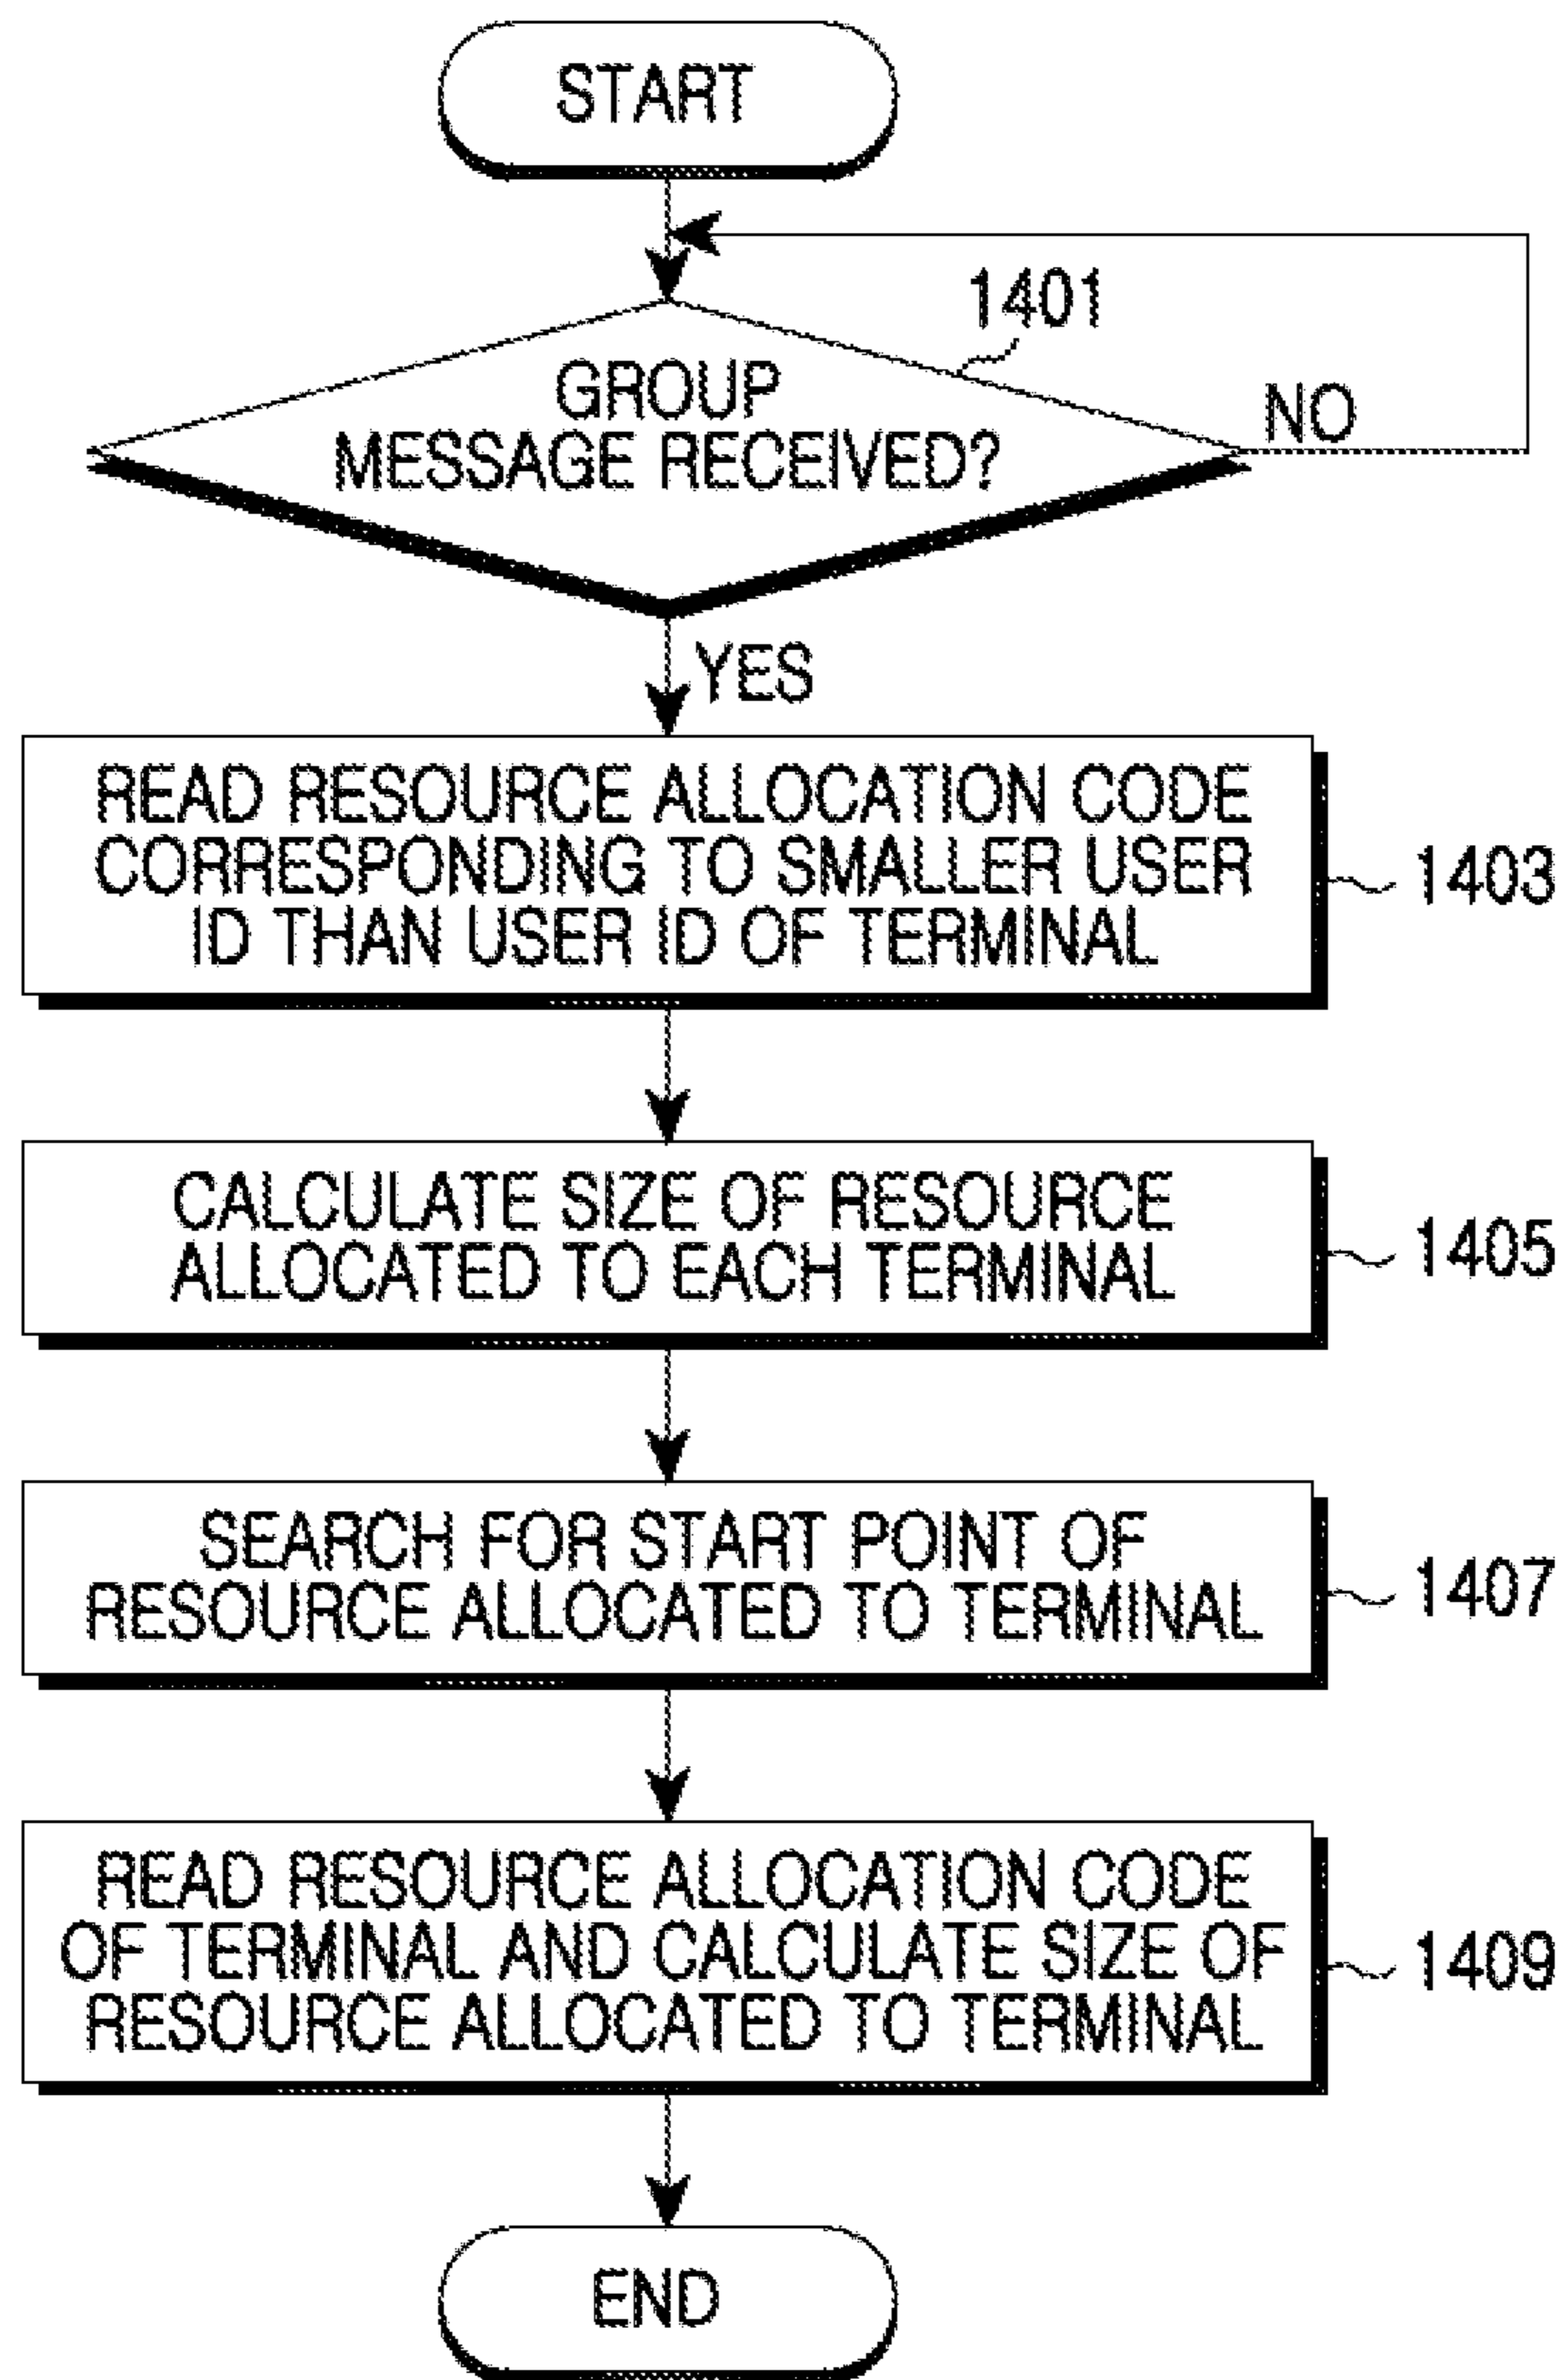 START
1401
GROUP
MESSAGE RECEIVED?
NO
YES
READ RESOURCE ALLOCATION CODE
CORRESPONDING TO SMALLER USER
ID THAN USER ID OF TERMINAL
1403
CALCULATE SIZE OF RESOURCE
ALLOCATED TO EACH TERMINAL
1405
SEARCH FOR START POINT OF
RESOURCE ALLOCATED TO TERMINAL
1407
READ RESOURCE ALLOCATION CODE
OF TERMINAL AND CALCULATE SIZE OF
RESOURCE ALLOCATED TO TERMINAL
1409
END